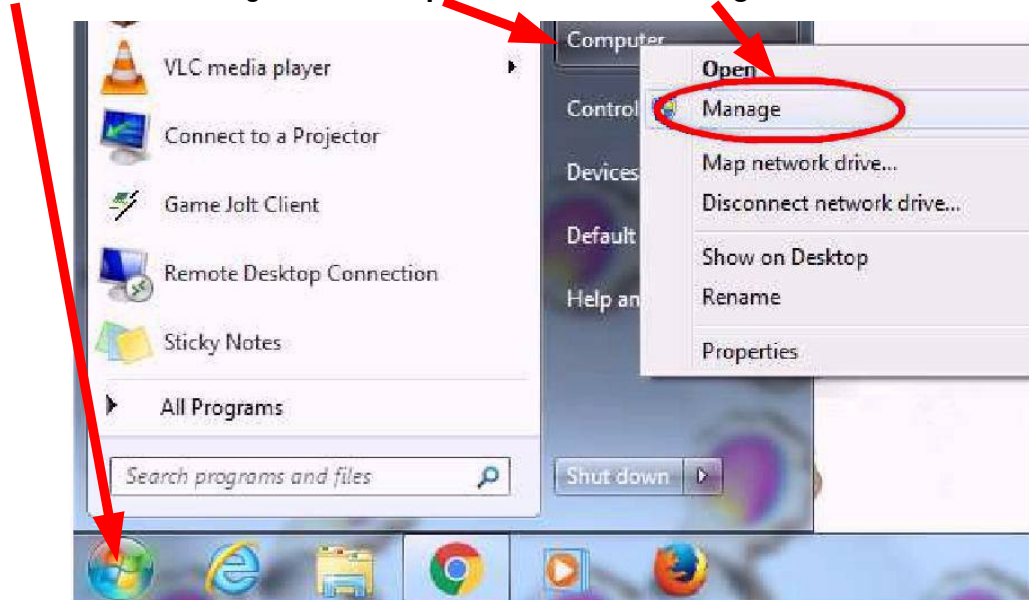 VLC media player
Connect to a Projector
Game Jolt Client
Remote Desktop Connection
Sticky Notes
All Programs
Search programs and files
Computer
Control
Devices
Default
Help an
Shut down
Open
Manage
Map network drive...
Disconnect network drive...
Show on Desktop
Rename
Properties